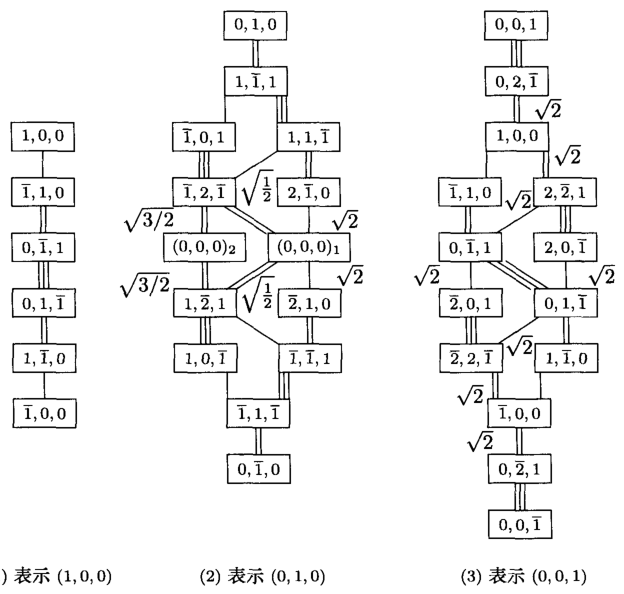 0, 1, 0
0, 0, 1
1, 1̅, 1
0, 2, 1̅
√2
1, 0, 0
1̅, 0, 1
1, 1, 1̅
1, 0, 0
√2
1̅, 1, 0
1̅, 2, 1̅
√1/2
2, 1̅, 0
1̅, 1, 0
√2
2, 2̅, 1
√3/2
√2
0, 1̅, 1
(0, 0, 0)₂
(0, 0, 0)₁
0, 1̅, 1
2, 0, 1̅
√3/2
√1/2
√2
√2
√2
0, 1, 1̅
1, 2̅, 1
2̅, 1, 0
2̅, 0, 1
0, 1, 1̅
1, 1̅, 0
1, 0, 1̅
1̅, 1̅, 1
2̅, 2, 1̅
√2
1, 1̅, 0
√2
1̅, 0, 0
1̅, 1, 1̅
1̅, 0, 0
√2
0, 1̅, 0
0, 2̅, 1
0, 0, 1̅
) 表示 (1, 0, 0)
(2) 表示 (0, 1, 0)
(3) 表示 (0, 0, 1)